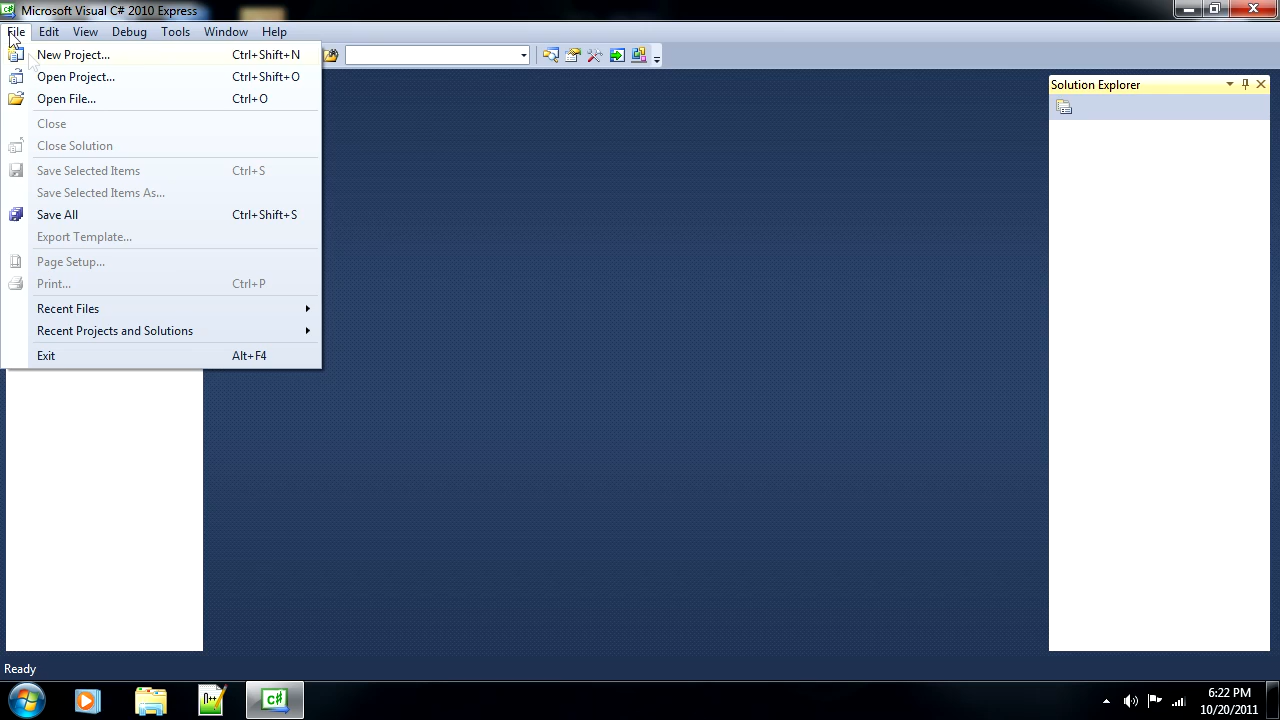 Microsoft Visual C# 2010 Express
File Edit View Debug Tools Window Help
New Project... Ctrl+Shift+N
Open Project... Ctrl+Shift+O
Open File... Ctrl+O
Close
Close Solution
Save Selected Items Ctrl+S
Save Selected Items As...
Save All Ctrl+Shift+S
Export Template...
Page Setup...
Print... Ctrl+P
Recent Files
Recent Projects and Solutions
Exit Alt+F4
Solution Explorer
Ready
n++
C#
6:22 PM
10/20/2011